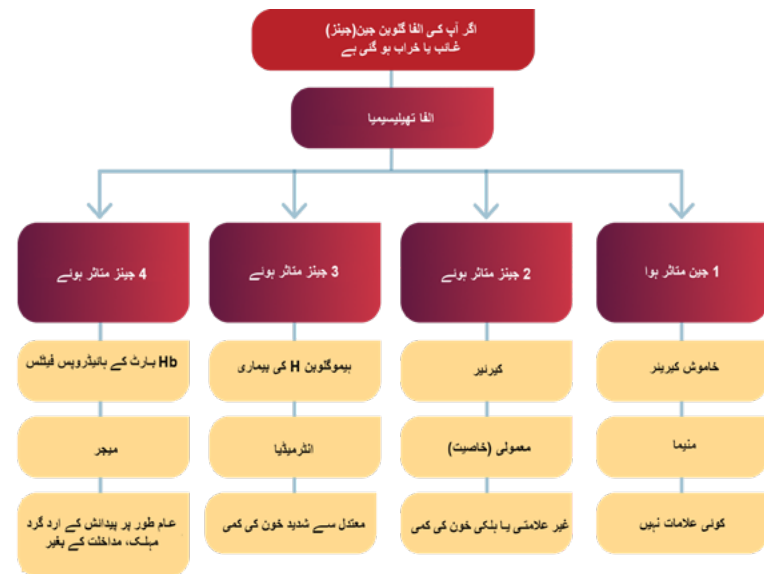 اگر آپ کی الفا گلوبن جین(جینز)
غائب یا خراب ہو گئی ہے
الفا تھیلیسیمیا
1 جین متاثر ہوا
2 جینز متاثر ہوئے
3 جینز متاثر ہوئے
4 جینز متاثر ہوئے
خاموش کیریئر
کیرئیر
ہیموگلوبن H کی بیماری
Hb بارٹ کے ہائیڈروپس فیٹلس
منیما
معمولی (خاصیت)
انٹرمیڈیا
میجر
کوئی علامات نہیں
غیر علامتی یا ہلکی خون کی کمی
معتدل سے شدید خون کی کمی
عام طور پر پیدائش کے ارد گرد
مہلک، مداخلت کے بغیر